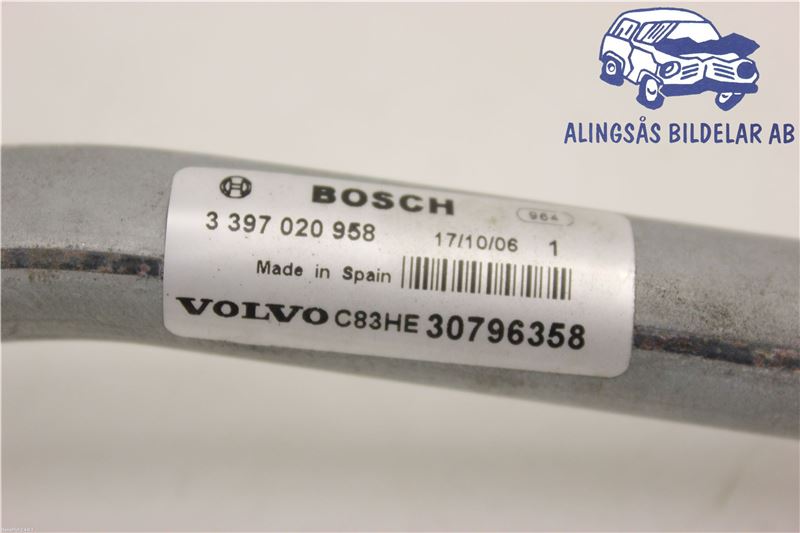 ALINGSÅS BILDELAR AB
BOSCH 964
3 397 020 958 17/10/06 1
Made in Spain
VOLVO C83HE 30796358